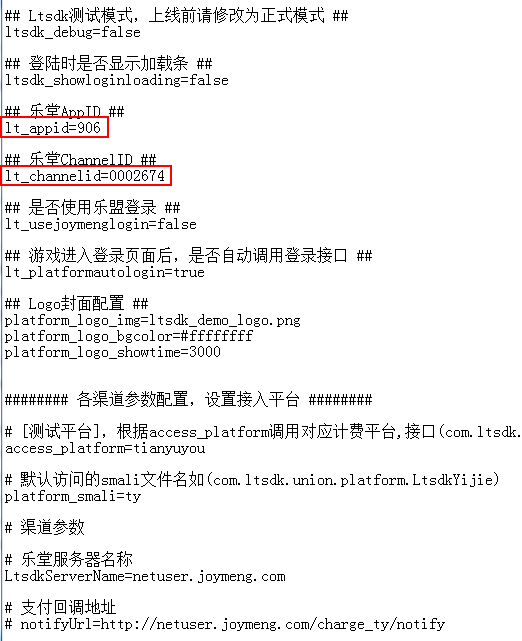 ## Ltsdk测试模式，上线前请修改为正式模式 ##
ltsdk_debug=false
## 登陆时是否显示加载条 ##
ltsdk_showloginloading=false
## 乐堂AppID ##
lt_appid=906
## 乐堂ChannelID ##
lt_channelid=0002674
## 是否使用乐盟登录 ##
lt_usejoymenglogin=false
## 游戏进入登录页面后，是否自动调用登录接口 ##
lt_platformautologin=true
## Logo封面配置 ##
platform_logo_img=ltsdk_demo_logo.png
platform_logo_bgcolor=#ffffffff
platform_logo_showtime=3000
######## 各渠道参数配置，设置接入平台 ########
# [测试平台]，根据access_platform调用对应计费平台,接口(com.ltsdk.
access_platform=tianyuyou
# 默认访问的smali文件名如(com.ltsdk.union.platform.LtsdkYijie)
platform_smali=ty
# 渠道参数
# 乐堂服务器名称
LtsdkServerName=netuser.joymeng.com
# 支付回调地址
# notifyUrl=http://netuser.joymeng.com/charge_ty/notify